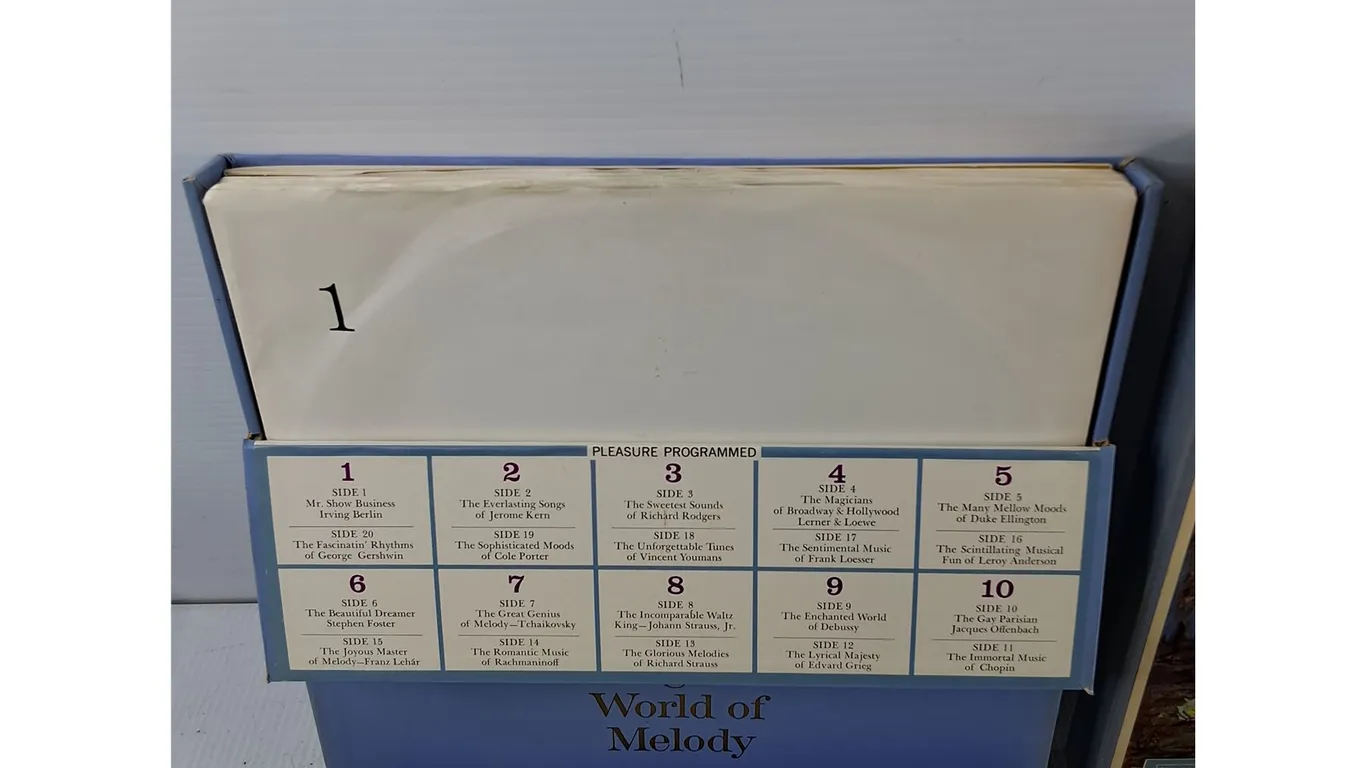 1
PLEASURE PROGRAMMED
1
SIDE 1
Mr. Show Business
Irving Berlin
SIDE 20
The Fascinatin' Rhythms
of George Gershwin
2
SIDE 2
The Everlasting Songs
of Jerome Kern
SIDE 19
The Sophisticated Moods
of Cole Porter
3
SIDE 3
The Sweetest Sounds
of Richard Rodgers
SIDE 18
The Unforgettable Tunes
of Vincent Youmans
4
SIDE 4
The Magicians
of Broadway & Hollywood
Lerner & Loewe
SIDE 17
The Sentimental Music
of Frank Loesser
5
SIDE 5
The Many Mellow Moods
of Duke Ellington
SIDE 16
The Scintillating Musical
Fun of Leroy Anderson
6
SIDE 6
The Beautiful Dreamer
Stephen Foster
SIDE 15
The Joyous Master
of Melody—Franz Lehár
7
SIDE 7
The Great Genius
of Melody—Tchaikovsky
SIDE 14
The Romantic Music
of Rachmaninoff
8
SIDE 8
The Incomparable Waltz
King—Johann Strauss, Jr.
SIDE 13
The Glorious Melodies
of Richard Strauss
9
SIDE 9
The Enchanted World
of Debussy
SIDE 12
The Lyrical Majesty
of Edvard Grieg
10
SIDE 10
The Gay Parisian
Jacques Offenbach
SIDE 11
The Immortal Music
of Chopin
World of
Melody